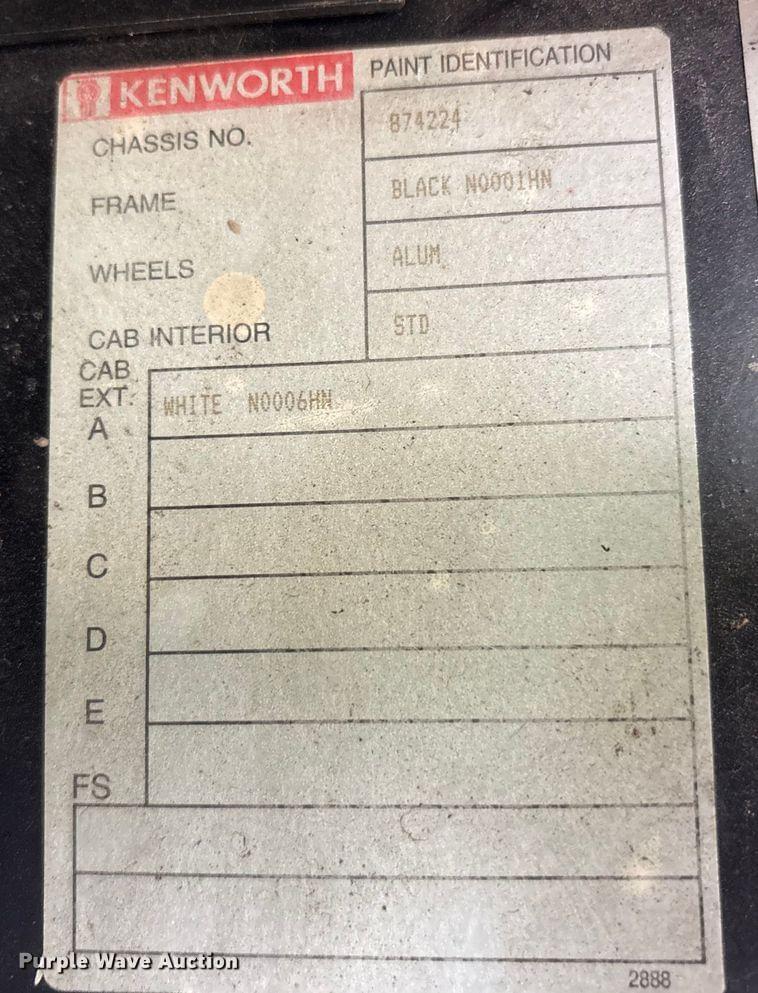 KENWORTH PAINT IDENTIFICATION
CHASSIS NO. 874224
FRAME BLACK N0001HN
WHEELS ALUM
CAB INTERIOR STD
CAB
EXT.
A WHITE N0006HN
B
C
D
E
FS
2888
Purple Wave Auction